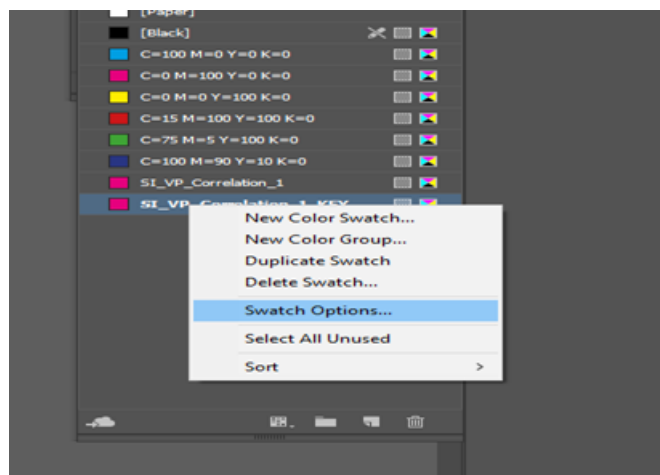 [Paper]
[Black]
C=100 M=0 Y=0 K=0
C=0 M=100 Y=0 K=0
C=0 M=0 Y=100 K=0
C=15 M=100 Y=100 K=0
C=75 M=5 Y=100 K=0
C=100 M=90 Y=10 K=0
SI_VP_Correlation_1
SI_VP_Correlation_1_KEY
New Color Swatch...
New Color Group...
Duplicate Swatch
Delete Swatch...
Swatch Options...
Select All Unused
Sort >